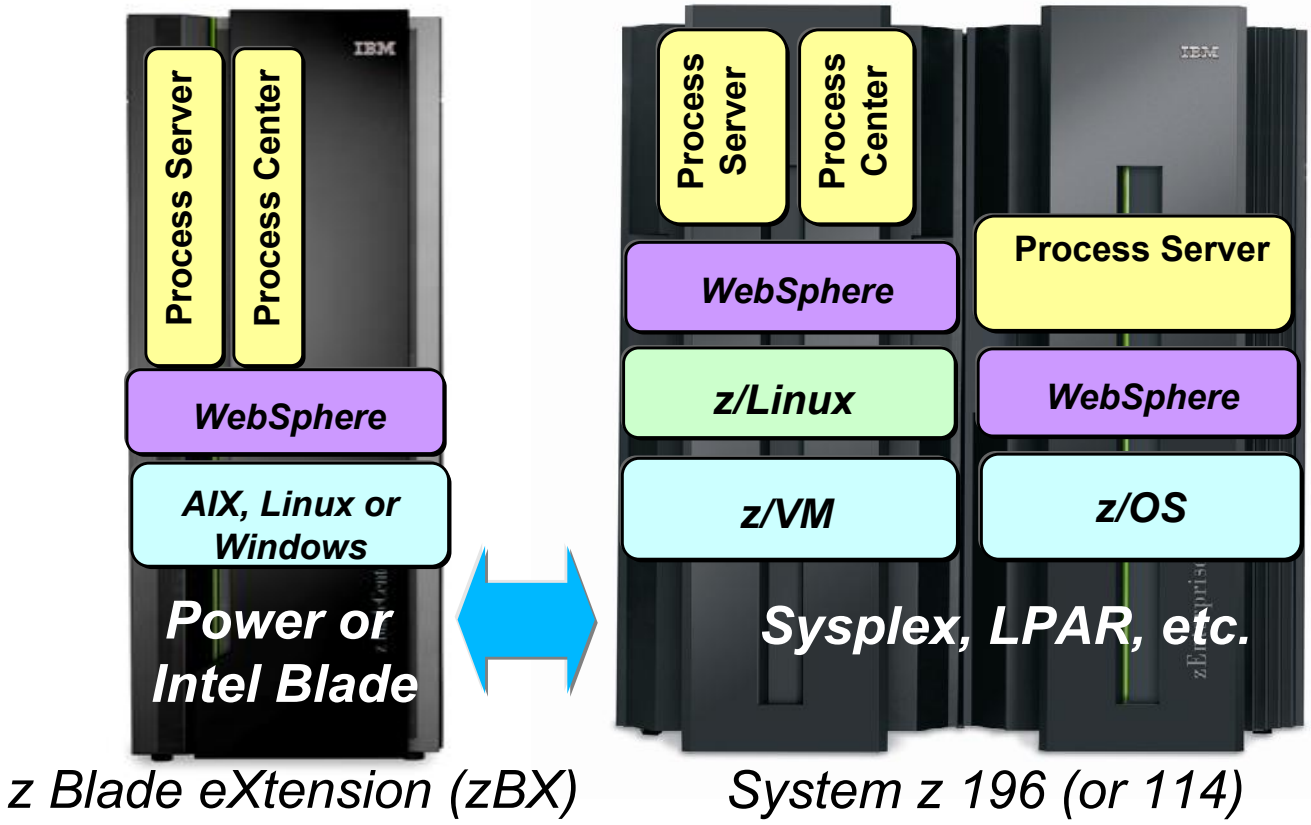 IBM
Process Server
Process Center
WebSphere
AIX, Linux or
Windows
Power or
Intel Blade
z Blade eXtension (zBX)
IBM
Process
Server
Process
Center
WebSphere
z/Linux
z/VM
Process Server
WebSphere
z/OS
Sysplex, LPAR, etc.
zEnterprise
System z 196 (or 114)